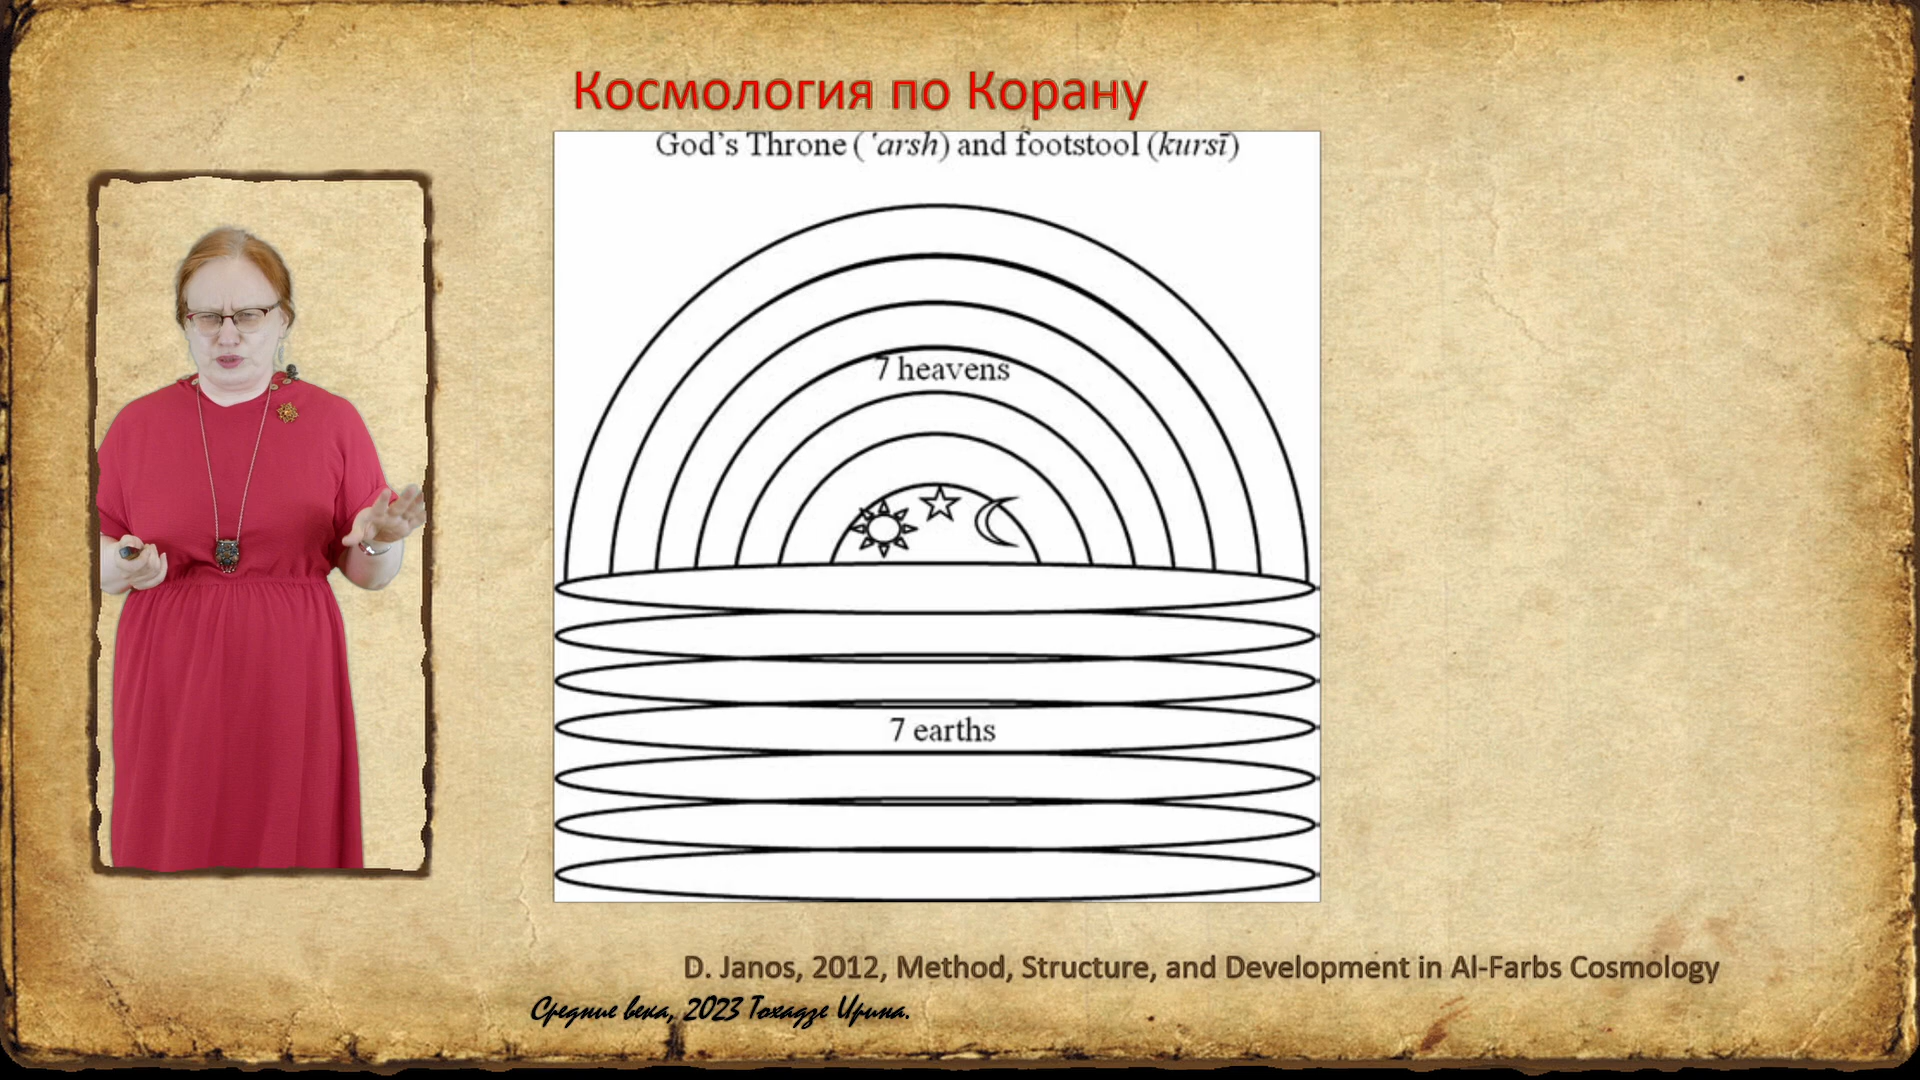 Космология по Корану
God's Throne (ʿarsh) and footstool (kursī)
7 heavens
7 earths
D. Janos, 2012, Method, Structure, and Development in Al-Farbs Cosmology
Средние века, 2023 Тохадзе Ирина.